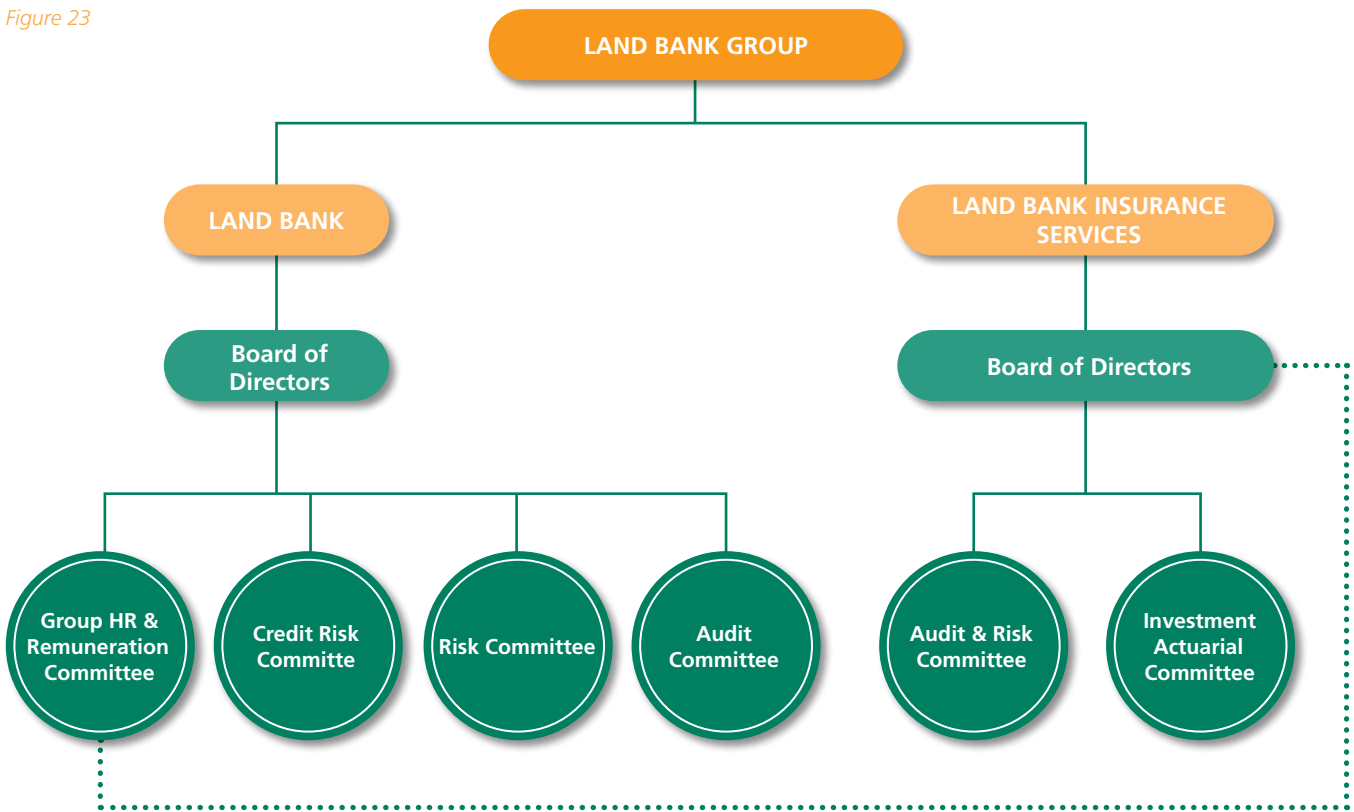 Figure 23
LAND BANK GROUP
LAND BANK
LAND BANK INSURANCE
SERVICES
Board of
Directors
Board of Directors
Group HR &
Remuneration
Committee
Credit Risk
Committe
Risk Committee
Audit
Committee
Audit & Risk
Committee
Investment
Actuarial
Committee